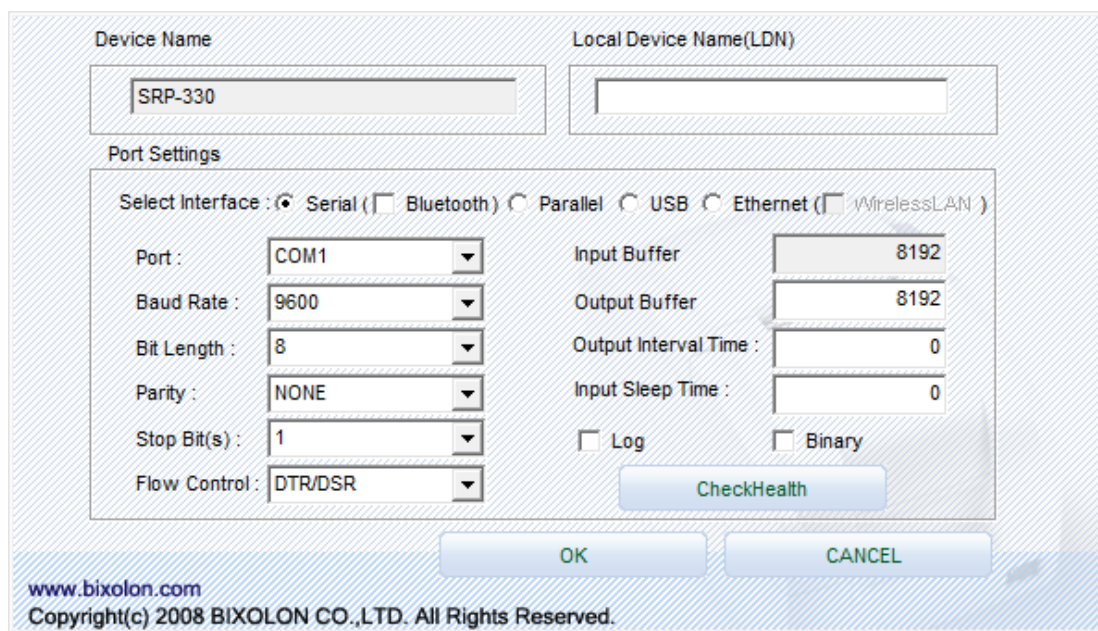 Device Name
Local Device Name(LDN)
SRP-330
Port Settings
Select Interface : Serial ( Bluetooth ) Parallel USB Ethernet ( WirelessLAN )
Port : COM1 Input Buffer 8192
Baud Rate : 9600 Output Buffer 8192
Bit Length : 8 Output Interval Time : 0
Parity : NONE Input Sleep Time : 0
Stop Bit(s) : 1 Log Binary
Flow Control : DTR/DSR CheckHealth
OK CANCEL
www.bixolon.com
Copyright(c) 2008 BIXOLON CO.,LTD. All Rights Reserved.